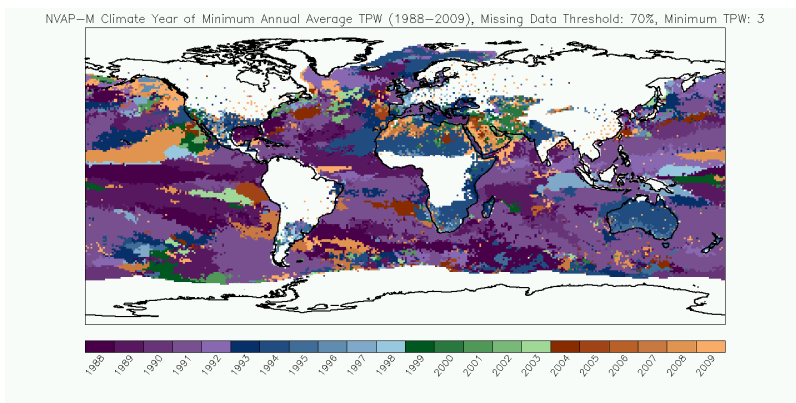 NVAP-M Climate Year of Minimum Annual Average TPW (1988-2009), Missing Data Threshold: 70%, Minimum TPW: 3
1988 1989 1990 1991 1992 1993 1994 1995 1996 1997 1998 1999 2000 2001 2002 2003 2004 2005 2006 2007 2008 2009